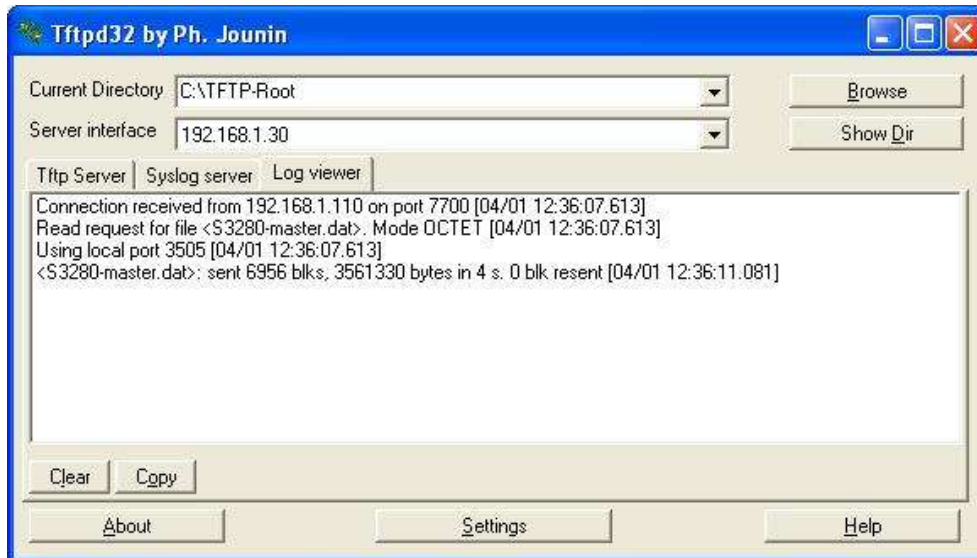 Tftpd32 by Ph. Jounin
Current Directory C:\TFTP-Root Browse
Server interface 192.168.1.30 Show Dir
Tftp Server Syslog server Log viewer
Connection received from 192.168.1.110 on port 7700 [04/01 12:36:07.613]
Read request for file <S3280-master.dat>. Mode OCTET [04/01 12:36:07.613]
Using local port 3505 [04/01 12:36:07.613]
<S3280-master.dat>: sent 6956 blks, 3561330 bytes in 4 s. 0 blk resent [04/01 12:36:11.081]
Clear Copy
About Settings Help